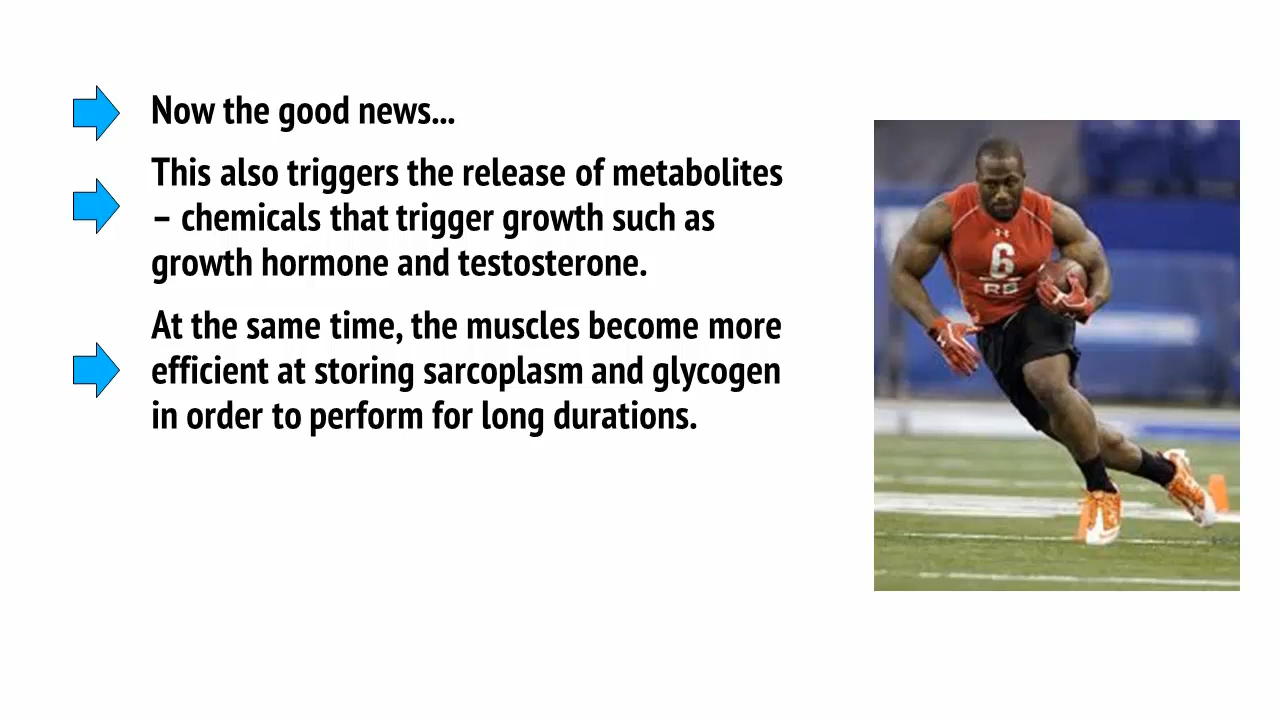 Now the good news...
This also triggers the release of metabolites
– chemicals that trigger growth such as
growth hormone and testosterone.
At the same time, the muscles become more
efficient at storing sarcoplasm and glycogen
in order to perform for long durations.
6
RB